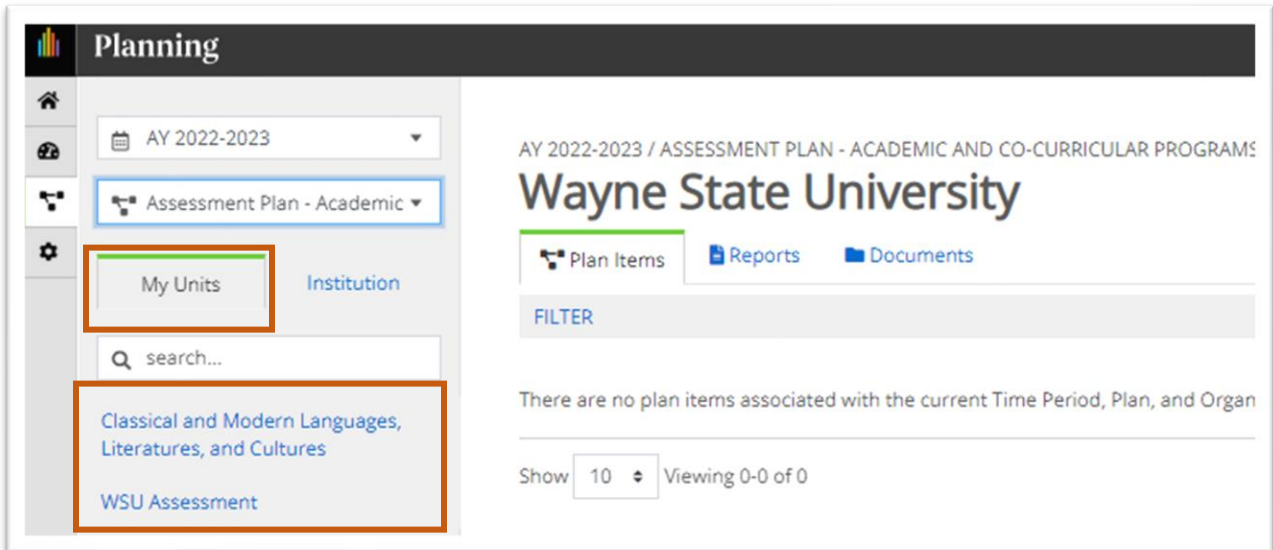 Planning
AY 2022-2023
Assessment Plan - Academic
My Units
Institution
search...
Classical and Modern Languages,
Literatures, and Cultures
WSU Assessment
AY 2022-2023 / ASSESSMENT PLAN - ACADEMIC AND CO-CURRICULAR PROGRAMS
Wayne State University
Plan Items
Reports
Documents
FILTER
There are no plan items associated with the current Time Period, Plan, and Organ
Show 10 Viewing 0-0 of 0